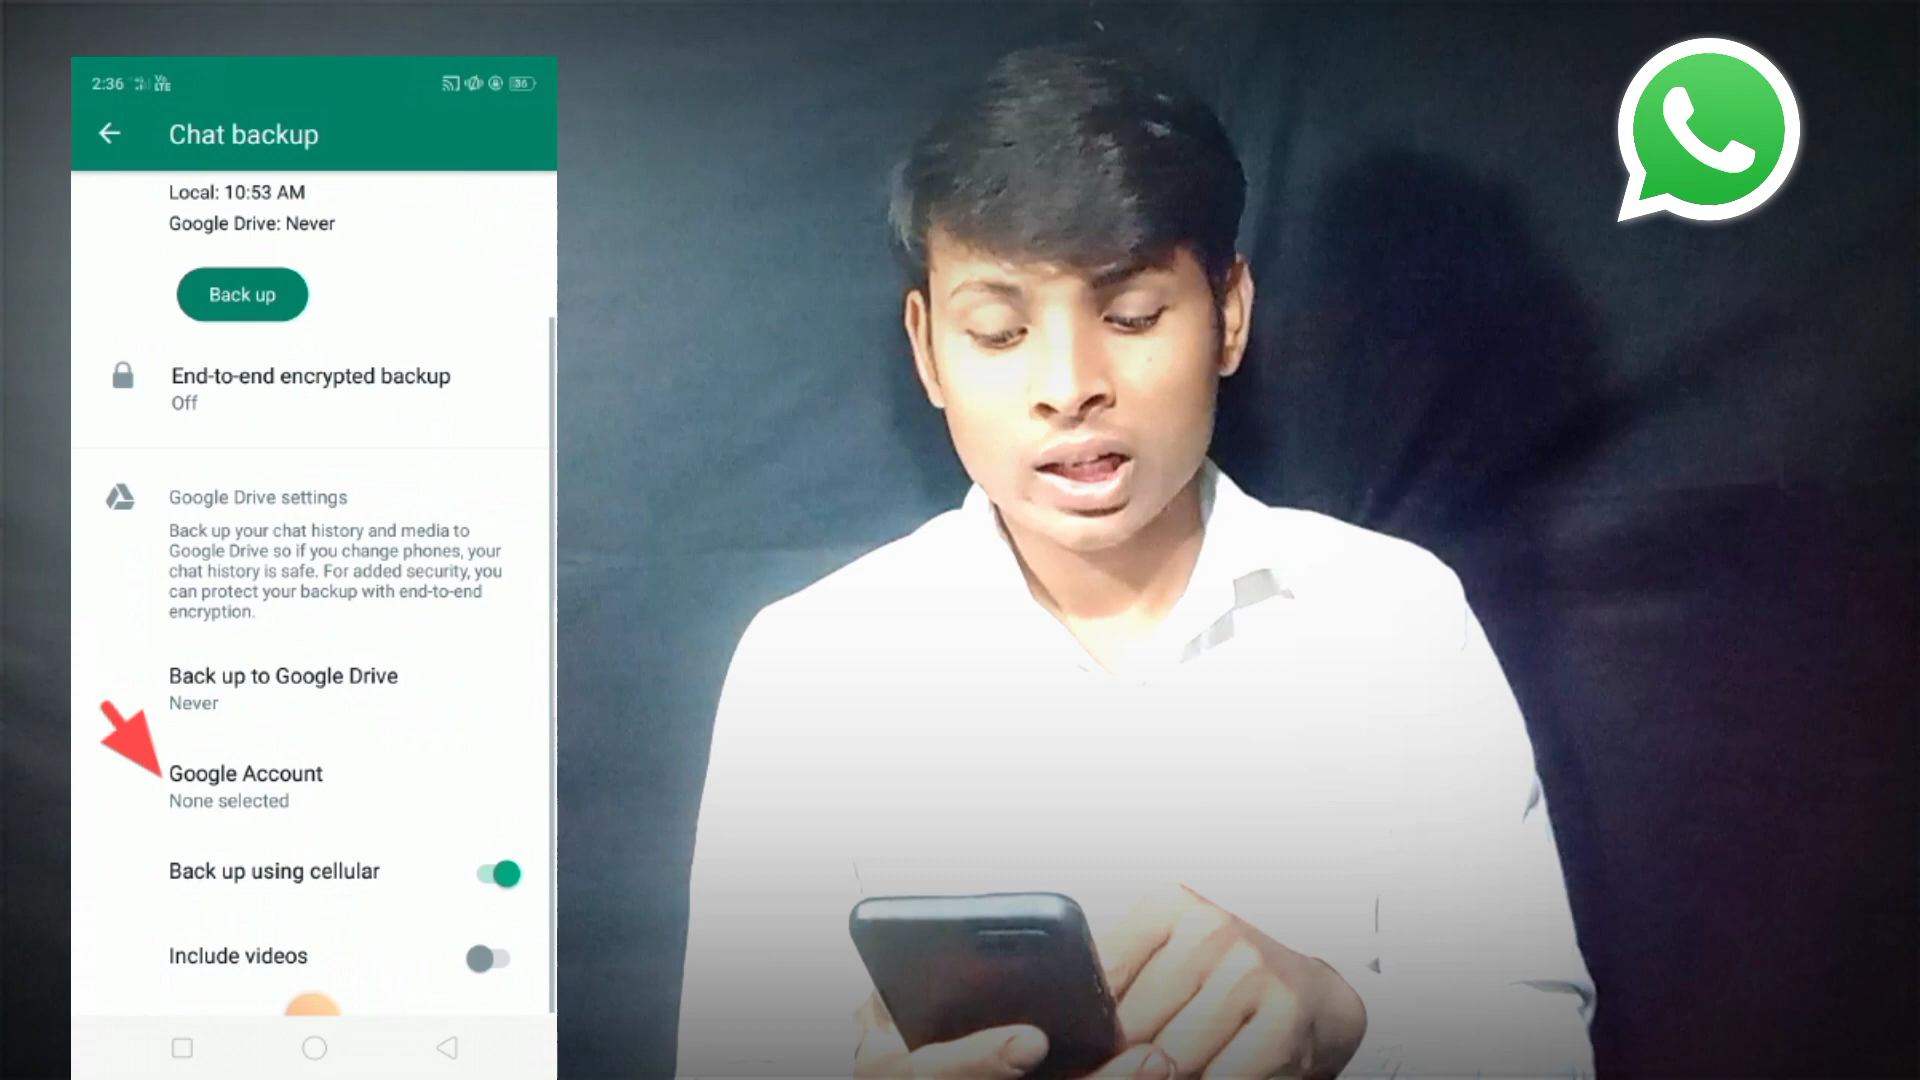 2:36
Vo
LTE
36
Chat backup
Local: 10:53 AM
Google Drive: Never
Back up
End-to-end encrypted backup
Off
Google Drive settings
Back up your chat history and media to
Google Drive so if you change phones, your
chat history is safe. For added security, you
can protect your backup with end-to-end
encryption.
Back up to Google Drive
Never
Google Account
None selected
Back up using cellular
Include videos